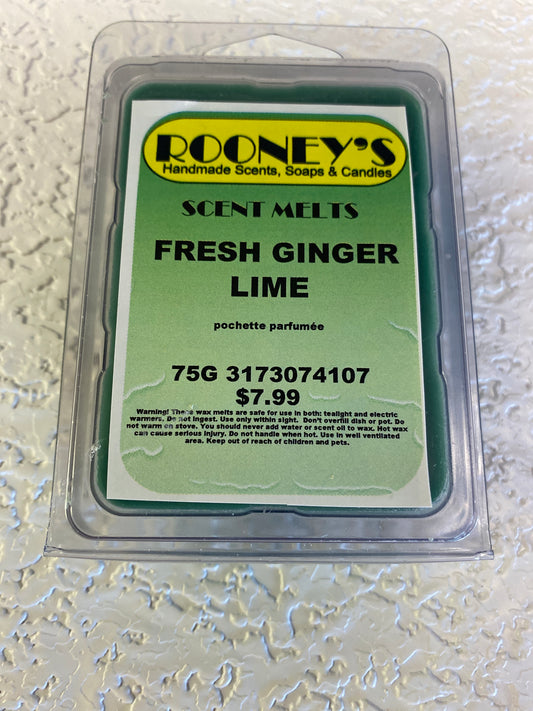 ROONEY'S
Handmade Scents, Soaps & Candles
SCENT MELTS
FRESH GINGER
LIME
pochette parfumée
75G 3173074107
$7.99
Warning! These wax melts are safe for use in both: tealight and electric
warmers. Do not ingest. Use only within sight. Don't overfill dish or pot. Do
not warm on stove. You should never add water or scent oil to wax. Hot wax
can cause serious injury. Do not handle when hot. Use in well ventilated
area. Keep out of reach of children and pets.